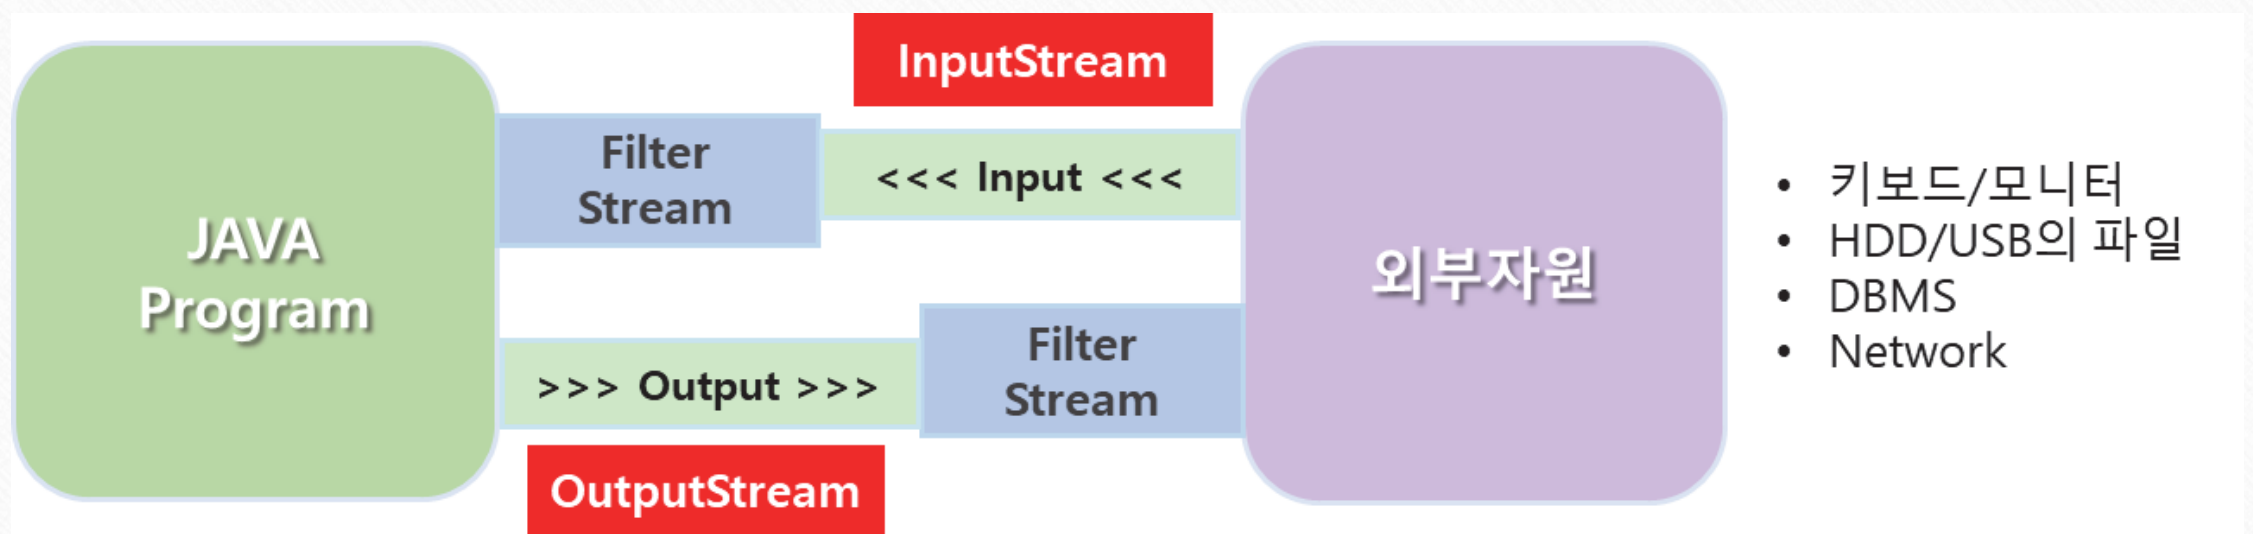 InputStream
Filter
Stream
<<< Input <<<
JAVA
Program
외부자원
>>> Output >>>
Filter
Stream
OutputStream
• 키보드/모니터
• HDD/USB의 파일
• DBMS
• Network